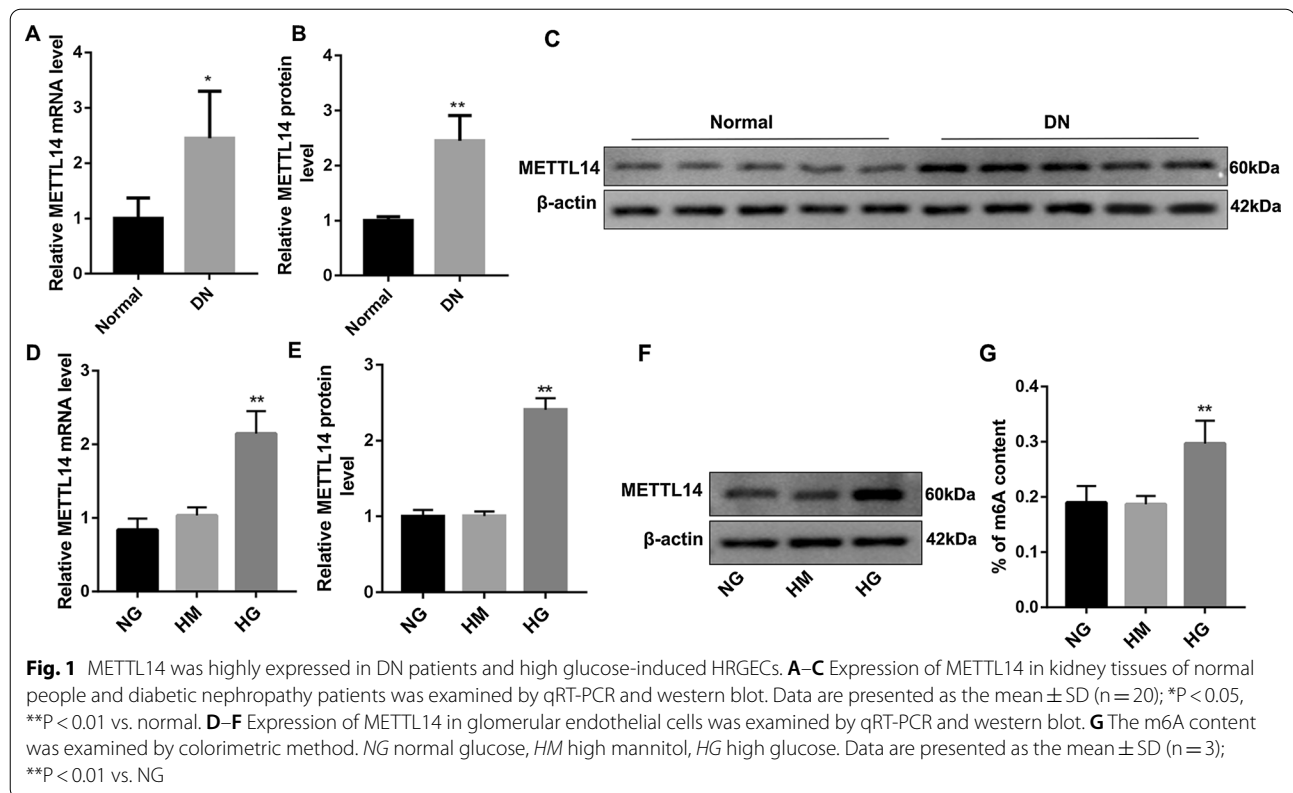 A
Relative METTL14 mRNA level
4
3
2
1
0
*
Normal
DN
B
Relative METTL14 protein
level
4
3
2
1
0
**
Normal
DN
C
Normal
DN
METTL14
60kDa
β-actin
42kDa
D
Relative METTL14 mRNA level
3
2
1
0
**
NG
HM
HG
E
Relative METTL14 protein
level
3
2
1
0
**
NG
HM
HG
F
METTL14
60kDa
β-actin
42kDa
NG
HM
HG
G
% of m6A content
0.4
0.3
0.2
0.1
0.0
**
NG
HM
HG
Fig. 1 METTL14 was highly expressed in DN patients and high glucose-induced HRGECs. A–C Expression of METTL14 in kidney tissues of normal
people and diabetic nephropathy patients was examined by qRT-PCR and western blot. Data are presented as the mean ± SD (n = 20); *P < 0.05,
**P < 0.01 vs. normal. D–F Expression of METTL14 in glomerular endothelial cells was examined by qRT-PCR and western blot. G The m6A content
was examined by colorimetric method. NG normal glucose, HM high mannitol, HG high glucose. Data are presented as the mean ± SD (n = 3);
**P < 0.01 vs. NG